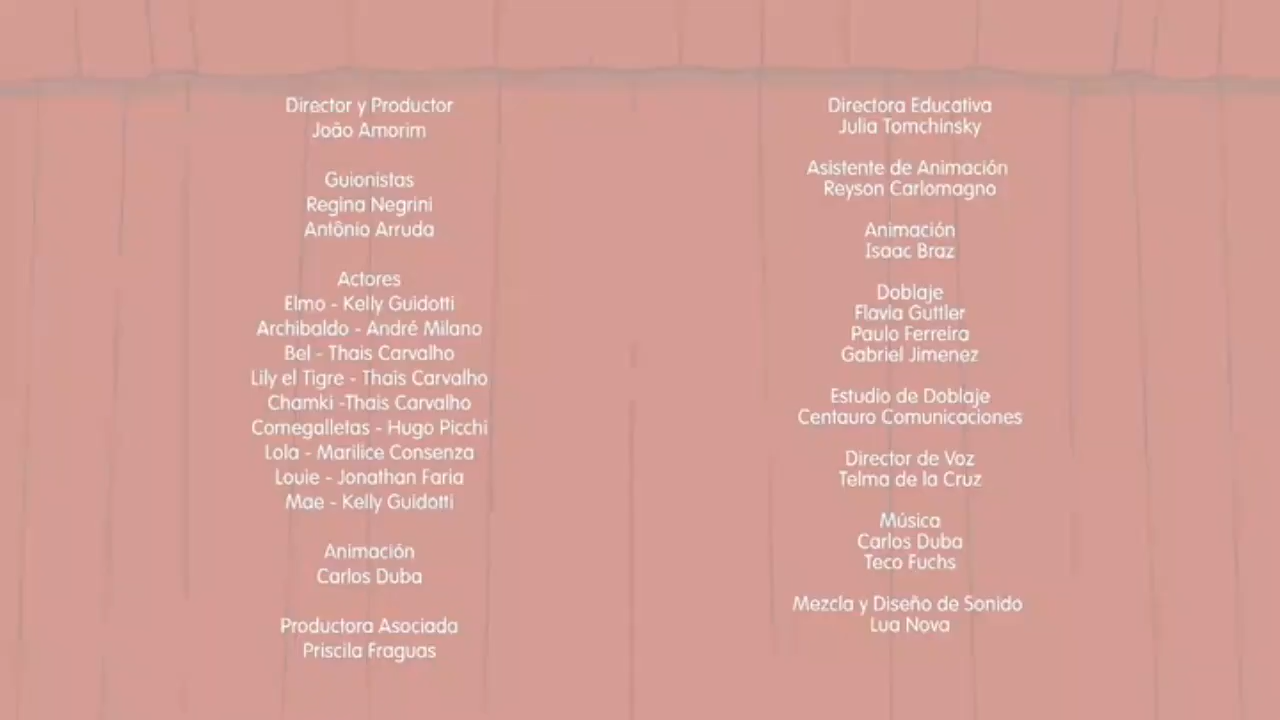 Director y Productor
João Amorim
Guionistas
Regina Negrini
Antônio Arruda
Actores
Elmo - Kelly Guidotti
Archibaldo - André Milano
Bel - Thais Carvalho
Lily el Tigre - Thais Carvalho
Chamki -Thais Carvalho
Comegalletas - Hugo Picchi
Lola - Marilice Consenza
Louie - Jonathan Faria
Mae - Kelly Guidotti
Animación
Carlos Duba
Productora Asociada
Priscila Fraguas
Directora Educativa
Julia Tomchinsky
Asistente de Animación
Reyson Carlomagno
Animación
Isaac Braz
Doblaje
Flavia Guttler
Paulo Ferreira
Gabriel Jimenez
Estudio de Doblaje
Centauro Comunicaciones
Director de Voz
Telma de la Cruz
Música
Carlos Duba
Teco Fuchs
Mezcla y Diseño de Sonido
Lua Nova